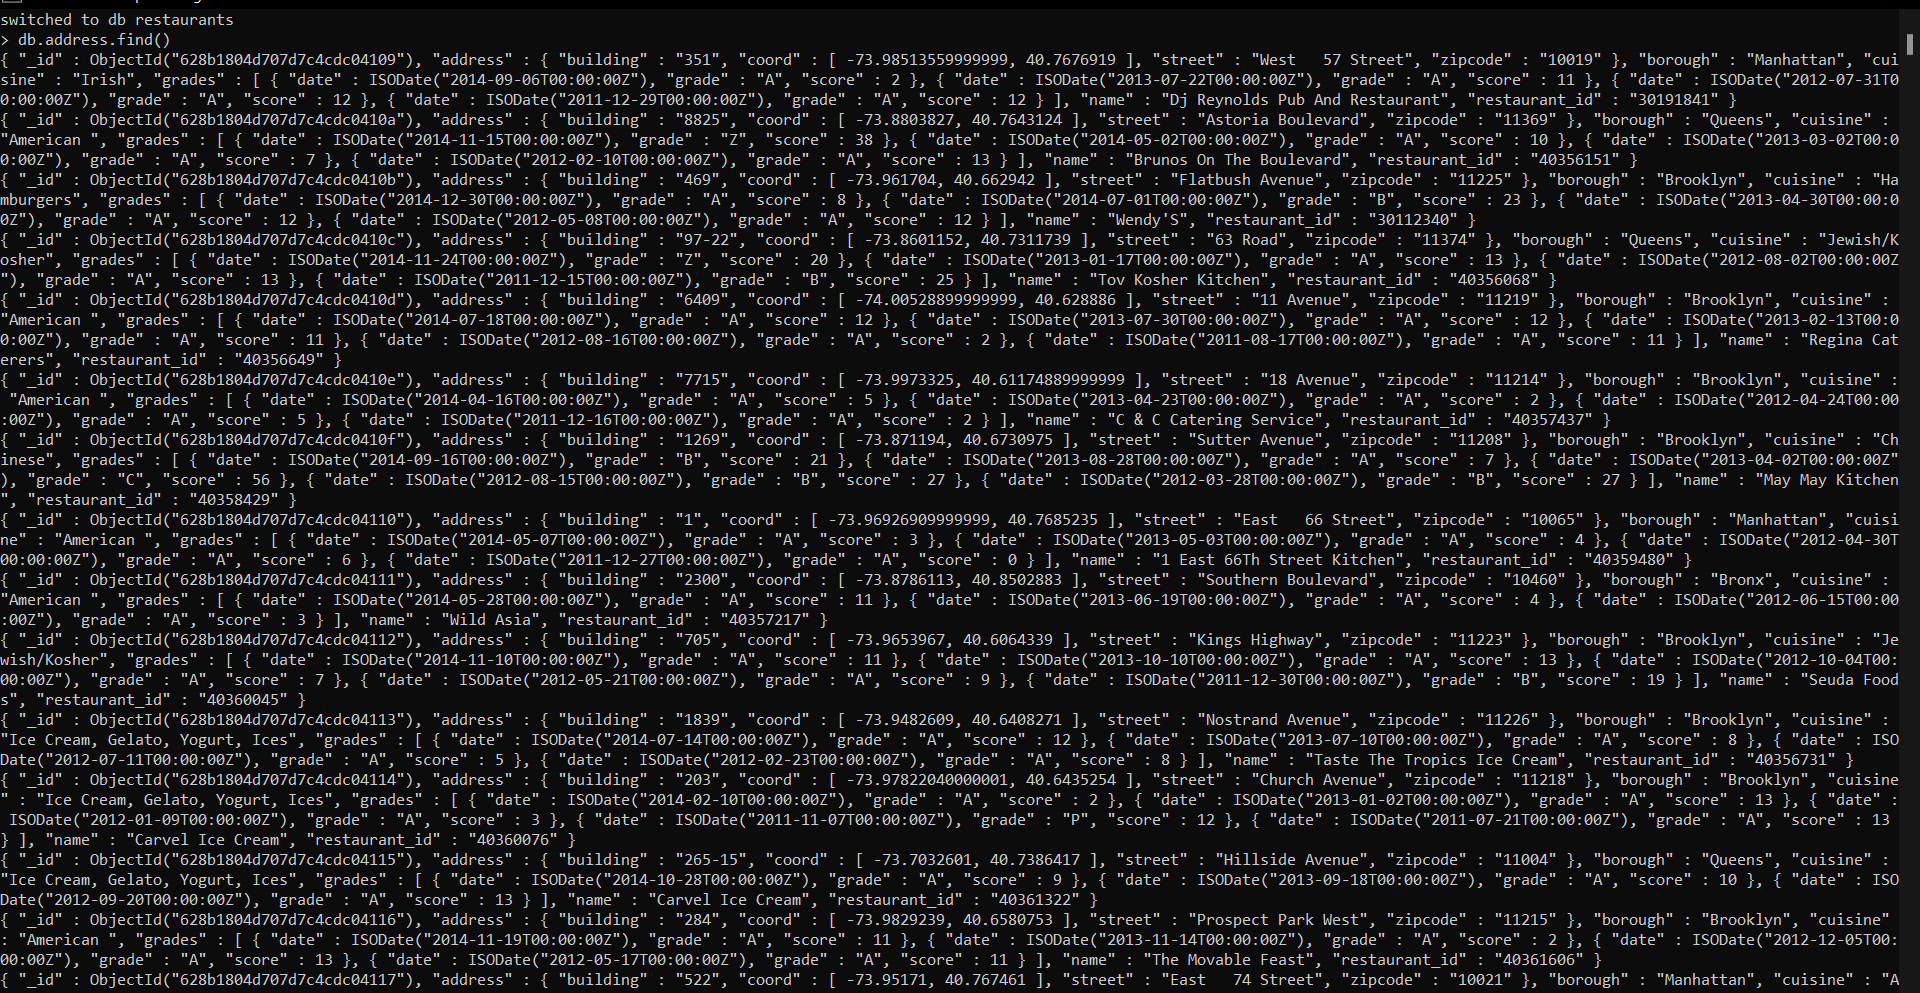 switched to db restaurants
> db.address.find()
{ "_id" : ObjectId("628b1804d707d7c4cdc04109"), "address" : { "building" : "351", "coord" : [ -73.98513559999999, 40.7676919 ], "street" : "West   57 Street", "zipcode" : "10019" }, "borough" : "Manhattan", "cui
sine" : "Irish", "grades" : [ { "date" : ISODate("2014-09-06T00:00:00Z"), "grade" : "A", "score" : 2 }, { "date" : ISODate("2013-07-22T00:00:00Z"), "grade" : "A", "score" : 11 }, { "date" : ISODate("2012-07-31T0
0:00:00Z"), "grade" : "A", "score" : 12 }, { "date" : ISODate("2011-12-29T00:00:00Z"), "grade" : "A", "score" : 12 } ], "name" : "Dj Reynolds Pub And Restaurant", "restaurant_id" : "30191841" }
{ "_id" : ObjectId("628b1804d707d7c4cdc0410a"), "address" : { "building" : "8825", "coord" : [ -73.8803827, 40.7643124 ], "street" : "Astoria Boulevard", "zipcode" : "11369" }, "borough" : "Queens", "cuisine" :
"American ", "grades" : [ { "date" : ISODate("2014-11-15T00:00:00Z"), "grade" : "Z", "score" : 38 }, { "date" : ISODate("2014-05-02T00:00:00Z"), "grade" : "A", "score" : 10 }, { "date" : ISODate("2013-03-02T00:0
0:00Z"), "grade" : "A", "score" : 7 }, { "date" : ISODate("2012-02-10T00:00:00Z"), "grade" : "A", "score" : 13 } ], "name" : "Brunos On The Boulevard", "restaurant_id" : "40356151" }
{ "_id" : ObjectId("628b1804d707d7c4cdc0410b"), "address" : { "building" : "469", "coord" : [ -73.961704, 40.662942 ], "street" : "Flatbush Avenue", "zipcode" : "11225" }, "borough" : "Brooklyn", "cuisine" : "Ha
mburgers", "grades" : [ { "date" : ISODate("2014-12-30T00:00:00Z"), "grade" : "A", "score" : 8 }, { "date" : ISODate("2014-07-01T00:00:00Z"), "grade" : "B", "score" : 23 }, { "date" : ISODate("2013-04-30T00:00:0
0Z"), "grade" : "A", "score" : 12 }, { "date" : ISODate("2012-05-08T00:00:00Z"), "grade" : "A", "score" : 12 } ], "name" : "Wendy'S", "restaurant_id" : "30112340" }
{ "_id" : ObjectId("628b1804d707d7c4cdc0410c"), "address" : { "building" : "97-22", "coord" : [ -73.8601152, 40.7311739 ], "street" : "63 Road", "zipcode" : "11374" }, "borough" : "Queens", "cuisine" : "Jewish/K
osher", "grades" : [ { "date" : ISODate("2014-11-24T00:00:00Z"), "grade" : "Z", "score" : 20 }, { "date" : ISODate("2013-01-17T00:00:00Z"), "grade" : "A", "score" : 13 }, { "date" : ISODate("2012-08-02T00:00:00Z
"), "grade" : "A", "score" : 13 }, { "date" : ISODate("2011-12-15T00:00:00Z"), "grade" : "B", "score" : 25 } ], "name" : "Tov Kosher Kitchen", "restaurant_id" : "40356068" }
{ "_id" : ObjectId("628b1804d707d7c4cdc0410d"), "address" : { "building" : "6409", "coord" : [ -74.00528899999999, 40.628886 ], "street" : "11 Avenue", "zipcode" : "11219" }, "borough" : "Brooklyn", "cuisine" :
"American ", "grades" : [ { "date" : ISODate("2014-07-18T00:00:00Z"), "grade" : "A", "score" : 12 }, { "date" : ISODate("2013-07-30T00:00:00Z"), "grade" : "A", "score" : 12 }, { "date" : ISODate("2013-02-13T00:0
0:00Z"), "grade" : "A", "score" : 11 }, { "date" : ISODate("2012-08-16T00:00:00Z"), "grade" : "A", "score" : 2 }, { "date" : ISODate("2011-08-17T00:00:00Z"), "grade" : "A", "score" : 11 } ], "name" : "Regina Cat
erers", "restaurant_id" : "40356649" }
{ "_id" : ObjectId("628b1804d707d7c4cdc0410e"), "address" : { "building" : "7715", "coord" : [ -73.9973325, 40.61174889999999 ], "street" : "18 Avenue", "zipcode" : "11214" }, "borough" : "Brooklyn", "cuisine" :
 "American ", "grades" : [ { "date" : ISODate("2014-04-16T00:00:00Z"), "grade" : "A", "score" : 5 }, { "date" : ISODate("2013-04-23T00:00:00Z"), "grade" : "A", "score" : 2 }, { "date" : ISODate("2012-04-24T00:00
:00Z"), "grade" : "A", "score" : 5 }, { "date" : ISODate("2011-12-16T00:00:00Z"), "grade" : "A", "score" : 2 } ], "name" : "C & C Catering Service", "restaurant_id" : "40357437" }
{ "_id" : ObjectId("628b1804d707d7c4cdc0410f"), "address" : { "building" : "1269", "coord" : [ -73.871194, 40.6730975 ], "street" : "Sutter Avenue", "zipcode" : "11208" }, "borough" : "Brooklyn", "cuisine" : "Ch
inese", "grades" : [ { "date" : ISODate("2014-09-16T00:00:00Z"), "grade" : "B", "score" : 21 }, { "date" : ISODate("2013-08-28T00:00:00Z"), "grade" : "A", "score" : 7 }, { "date" : ISODate("2013-04-02T00:00:00Z"
), "grade" : "C", "score" : 56 }, { "date" : ISODate("2012-08-15T00:00:00Z"), "grade" : "B", "score" : 27 }, { "date" : ISODate("2012-03-28T00:00:00Z"), "grade" : "B", "score" : 27 } ], "name" : "May May Kitchen
", "restaurant_id" : "40358429" }
{ "_id" : ObjectId("628b1804d707d7c4cdc04110"), "address" : { "building" : "1", "coord" : [ -73.96926909999999, 40.7685235 ], "street" : "East   66 Street", "zipcode" : "10065" }, "borough" : "Manhattan", "cuisi
ne" : "American ", "grades" : [ { "date" : ISODate("2014-05-07T00:00:00Z"), "grade" : "A", "score" : 3 }, { "date" : ISODate("2013-05-03T00:00:00Z"), "grade" : "A", "score" : 4 }, { "date" : ISODate("2012-04-30T
00:00:00Z"), "grade" : "A", "score" : 6 }, { "date" : ISODate("2011-12-27T00:00:00Z"), "grade" : "A", "score" : 0 } ], "name" : "1 East 66Th Street Kitchen", "restaurant_id" : "40359480" }
{ "_id" : ObjectId("628b1804d707d7c4cdc04111"), "address" : { "building" : "2300", "coord" : [ -73.8786113, 40.8502883 ], "street" : "Southern Boulevard", "zipcode" : "10460" }, "borough" : "Bronx", "cuisine" :
"American ", "grades" : [ { "date" : ISODate("2014-05-28T00:00:00Z"), "grade" : "A", "score" : 11 }, { "date" : ISODate("2013-06-19T00:00:00Z"), "grade" : "A", "score" : 4 }, { "date" : ISODate("2012-06-15T00:00
:00Z"), "grade" : "A", "score" : 3 } ], "name" : "Wild Asia", "restaurant_id" : "40357217" }
{ "_id" : ObjectId("628b1804d707d7c4cdc04112"), "address" : { "building" : "705", "coord" : [ -73.9653967, 40.6064339 ], "street" : "Kings Highway", "zipcode" : "11223" }, "borough" : "Brooklyn", "cuisine" : "Je
wish/Kosher", "grades" : [ { "date" : ISODate("2014-11-10T00:00:00Z"), "grade" : "A", "score" : 11 }, { "date" : ISODate("2013-10-10T00:00:00Z"), "grade" : "A", "score" : 13 }, { "date" : ISODate("2012-10-04T00:
00:00Z"), "grade" : "A", "score" : 7 }, { "date" : ISODate("2012-05-21T00:00:00Z"), "grade" : "A", "score" : 9 }, { "date" : ISODate("2011-12-30T00:00:00Z"), "grade" : "B", "score" : 19 } ], "name" : "Seuda Food
s", "restaurant_id" : "40360045" }
{ "_id" : ObjectId("628b1804d707d7c4cdc04113"), "address" : { "building" : "1839", "coord" : [ -73.9482609, 40.6408271 ], "street" : "Nostrand Avenue", "zipcode" : "11226" }, "borough" : "Brooklyn", "cuisine" :
"Ice Cream, Gelato, Yogurt, Ices", "grades" : [ { "date" : ISODate("2014-07-14T00:00:00Z"), "grade" : "A", "score" : 12 }, { "date" : ISODate("2013-07-10T00:00:00Z"), "grade" : "A", "score" : 8 }, { "date" : ISO
Date("2012-07-11T00:00:00Z"), "grade" : "A", "score" : 5 }, { "date" : ISODate("2012-02-23T00:00:00Z"), "grade" : "A", "score" : 8 } ], "name" : "Taste The Tropics Ice Cream", "restaurant_id" : "40356731" }
{ "_id" : ObjectId("628b1804d707d7c4cdc04114"), "address" : { "building" : "203", "coord" : [ -73.97822040000001, 40.6435254 ], "street" : "Church Avenue", "zipcode" : "11218" }, "borough" : "Brooklyn", "cuisine
" : "Ice Cream, Gelato, Yogurt, Ices", "grades" : [ { "date" : ISODate("2014-02-10T00:00:00Z"), "grade" : "A", "score" : 2 }, { "date" : ISODate("2013-01-02T00:00:00Z"), "grade" : "A", "score" : 13 }, { "date" :
 ISODate("2012-01-09T00:00:00Z"), "grade" : "A", "score" : 3 }, { "date" : ISODate("2011-11-07T00:00:00Z"), "grade" : "P", "score" : 12 }, { "date" : ISODate("2011-07-21T00:00:00Z"), "grade" : "A", "score" : 13
} ], "name" : "Carvel Ice Cream", "restaurant_id" : "40360076" }
{ "_id" : ObjectId("628b1804d707d7c4cdc04115"), "address" : { "building" : "265-15", "coord" : [ -73.7032601, 40.7386417 ], "street" : "Hillside Avenue", "zipcode" : "11004" }, "borough" : "Queens", "cuisine" :
"Ice Cream, Gelato, Yogurt, Ices", "grades" : [ { "date" : ISODate("2014-10-28T00:00:00Z"), "grade" : "A", "score" : 9 }, { "date" : ISODate("2013-09-18T00:00:00Z"), "grade" : "A", "score" : 10 }, { "date" : ISO
Date("2012-09-20T00:00:00Z"), "grade" : "A", "score" : 13 } ], "name" : "Carvel Ice Cream", "restaurant_id" : "40361322" }
{ "_id" : ObjectId("628b1804d707d7c4cdc04116"), "address" : { "building" : "284", "coord" : [ -73.9829239, 40.6580753 ], "street" : "Prospect Park West", "zipcode" : "11215" }, "borough" : "Brooklyn", "cuisine"
: "American ", "grades" : [ { "date" : ISODate("2014-11-19T00:00:00Z"), "grade" : "A", "score" : 11 }, { "date" : ISODate("2013-11-14T00:00:00Z"), "grade" : "A", "score" : 2 }, { "date" : ISODate("2012-12-05T00:
00:00Z"), "grade" : "A", "score" : 13 }, { "date" : ISODate("2012-05-17T00:00:00Z"), "grade" : "A", "score" : 11 } ], "name" : "The Movable Feast", "restaurant_id" : "40361606" }
{ "_id" : ObjectId("628b1804d707d7c4cdc04117"), "address" : { "building" : "522", "coord" : [ -73.95171, 40.767461 ], "street" : "East   74 Street", "zipcode" : "10021" }, "borough" : "Manhattan", "cuisine" : "A